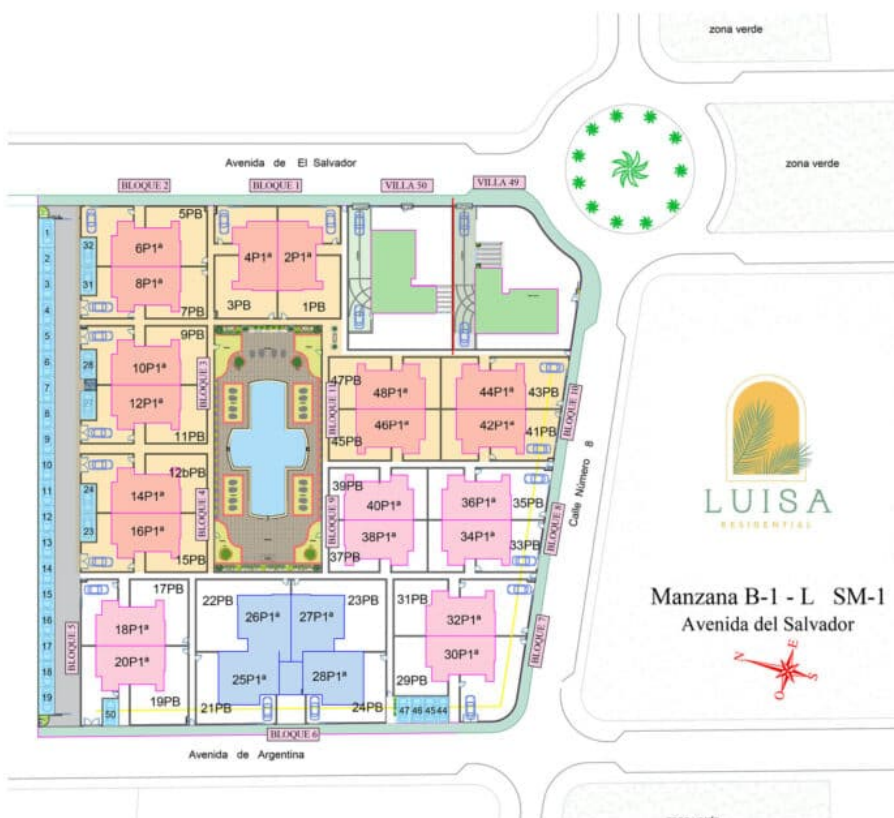 zona verde
Avenida de El Salvador
zona verde
BLOQUE 2
BLOQUE 1
VILLA 50
VILLA 49
5PB
6P1ª
8P1ª
7PB
4P1ª
2P1ª
3PB
1PB
1
2
3
4
5
6
7
8
9
10
11
12
13
14
15
16
17
18
19
32
31
28
27
24
23
9PB
10P1ª
12P1ª
11PB
BLOQUE 3
12bPB
14P1ª
16P1ª
15PB
BLOQUE 4
47PB
48P1ª
46P1ª
45PB
BLOQUE 11
44P1ª
42P1ª
43PB
41PB
BLOQUE 10
39PB
40P1ª
38P1ª
37PB
BLOQUE 9
36P1ª
34P1ª
35PB
33PB
BLOQUE 8
Calle Número 8
17PB
18P1ª
20P1ª
19PB
BLOQUE 5
50
22PB
26P1ª
27P1ª
23PB
25P1ª
28P1ª
21PB
24PB
BLOQUE 6
31PB
32P1ª
30P1ª
29PB
BLOQUE 7
47 46 45 44
Avenida de Argentina
LUISA
RESIDENTIAL
Manzana B-1 - L SM-1
Avenida del Salvador
N
E
S
O